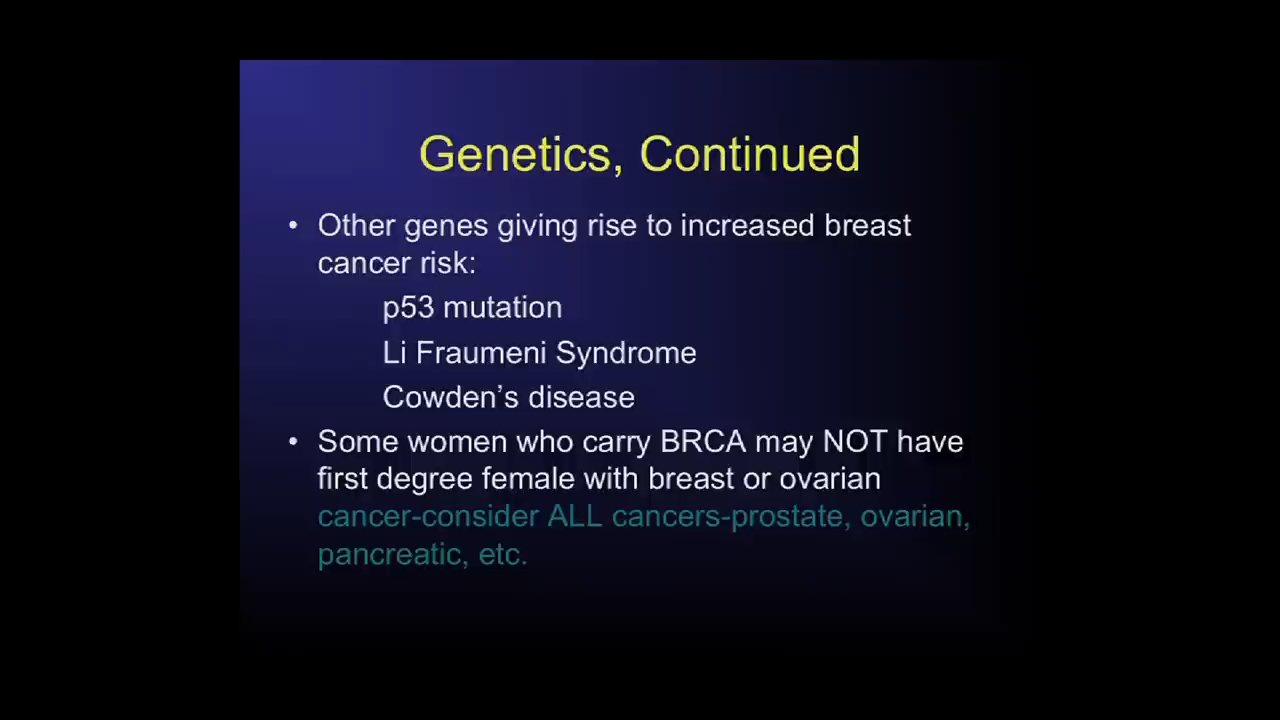 Genetics, Continued
• Other genes giving rise to increased breast
cancer risk:
p53 mutation
Li Fraumeni Syndrome
Cowden’s disease
• Some women who carry BRCA may NOT have
first degree female with breast or ovarian
cancer-consider ALL cancers-prostate, ovarian,
pancreatic, etc.